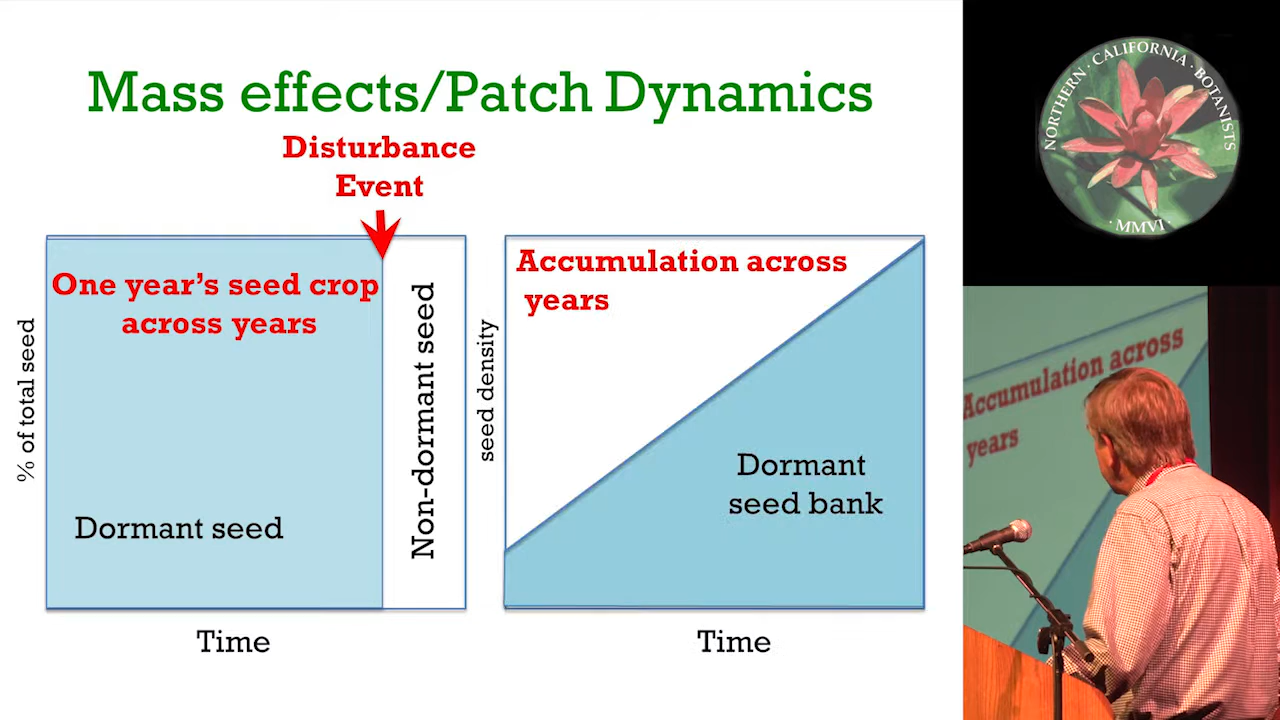 Mass effects/Patch Dynamics
Disturbance
Event
One year's seed crop
across years
% of total seed
Dormant seed
Non-dormant seed
Time
Accumulation across
years
seed density
Dormant
seed bank
Time
NORTHERN · CALIFORNIA · BOTANISTS
· MMVI ·
Accumulation across
years